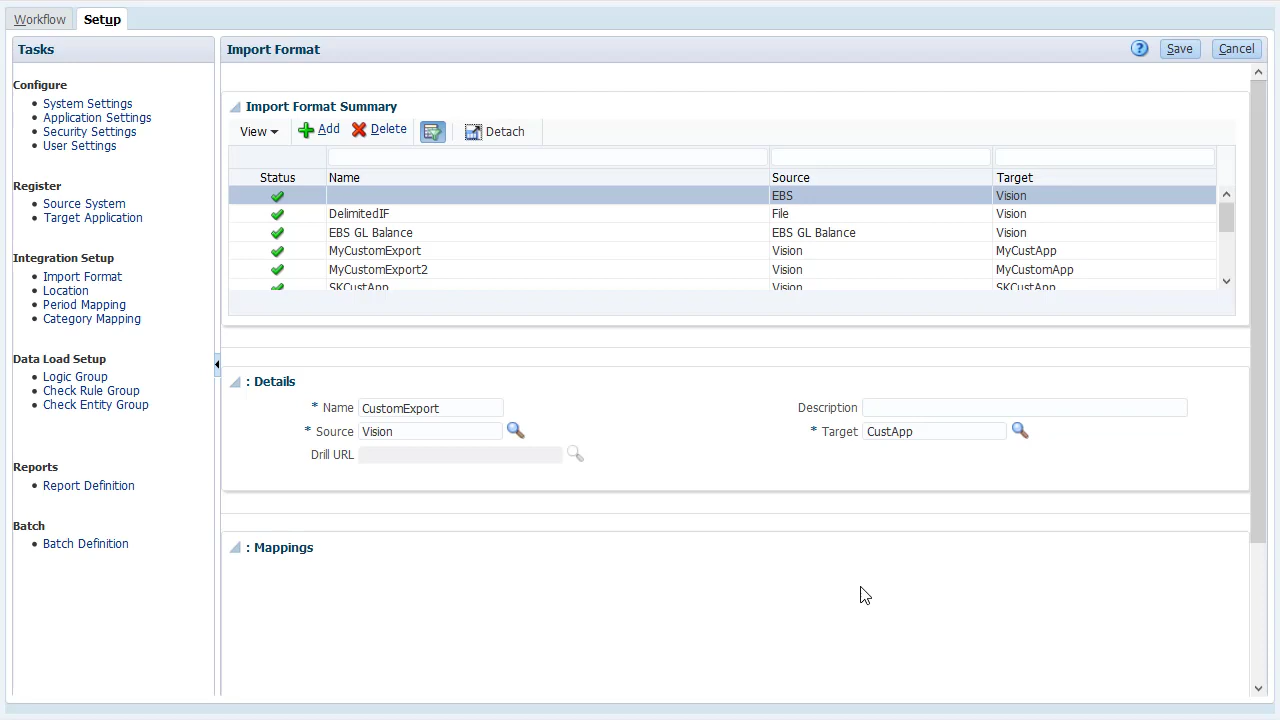 Workflow Setup
Tasks
Configure
System Settings
Application Settings
Security Settings
User Settings
Register
Source System
Target Application
Integration Setup
Import Format
Location
Period Mapping
Category Mapping
Data Load Setup
Logic Group
Check Rule Group
Check Entity Group
Reports
Report Definition
Batch
Batch Definition
Import Format ? Save Cancel
Import Format Summary
View Add Delete Detach
Status Name Source Target
EBS Vision
DelimitedIF File Vision
EBS GL Balance EBS GL Balance Vision
MyCustomExport Vision MyCustApp
MyCustomExport2 Vision MyCustomApp
SKCustApp Vision SKCustApp
: Details
* Name CustomExport Description
* Source Vision * Target CustApp
Drill URL
: Mappings